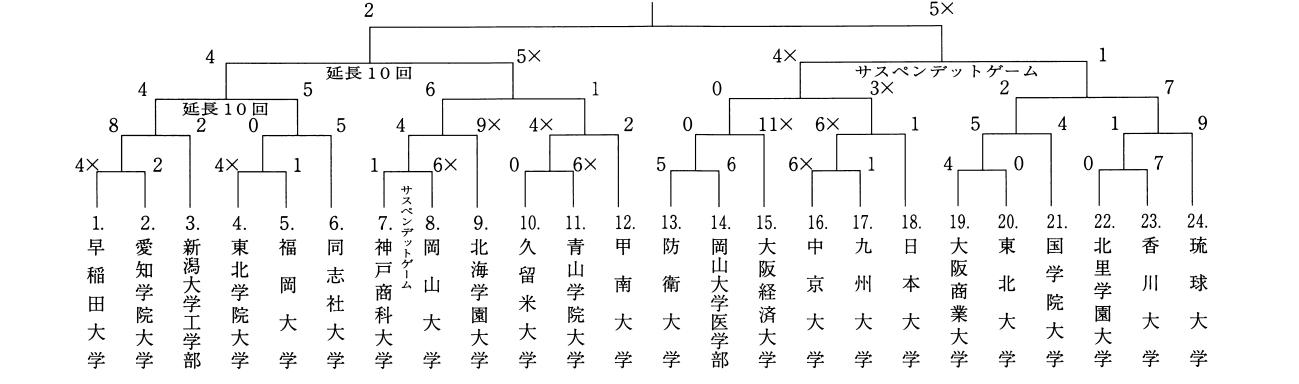 2 5×
4 5× 4× 1
延長10回 サスペンデットゲーム
4 5 6 1 0 3× 2 7
延長10回
8 2 0 5 4 9× 4× 2 0 11× 6× 1 5 4 1 9
4× 2 4× 1 1 6× 0 6× 5 6 6× 1 4 0 0 7
サスペンデットゲーム
1. 早稲田大学
2. 愛知学院大学
3. 新潟大学工学部
4. 東北学院大学
5. 福岡大学
6. 同志社大学
7. 神戸商科大学
8. 岡山大学
9. 北海学園大学
10. 久留米大学
11. 青山学院大学
12. 甲南大学
13. 防衛大学
14. 岡山大学医学部
15. 大阪経済大学
16. 中京大学
17. 九州大学
18. 日本大学
19. 大阪商業大学
20. 東北大学
21. 国学院大学
22. 北里学園大学
23. 香川大学
24. 琉球大学